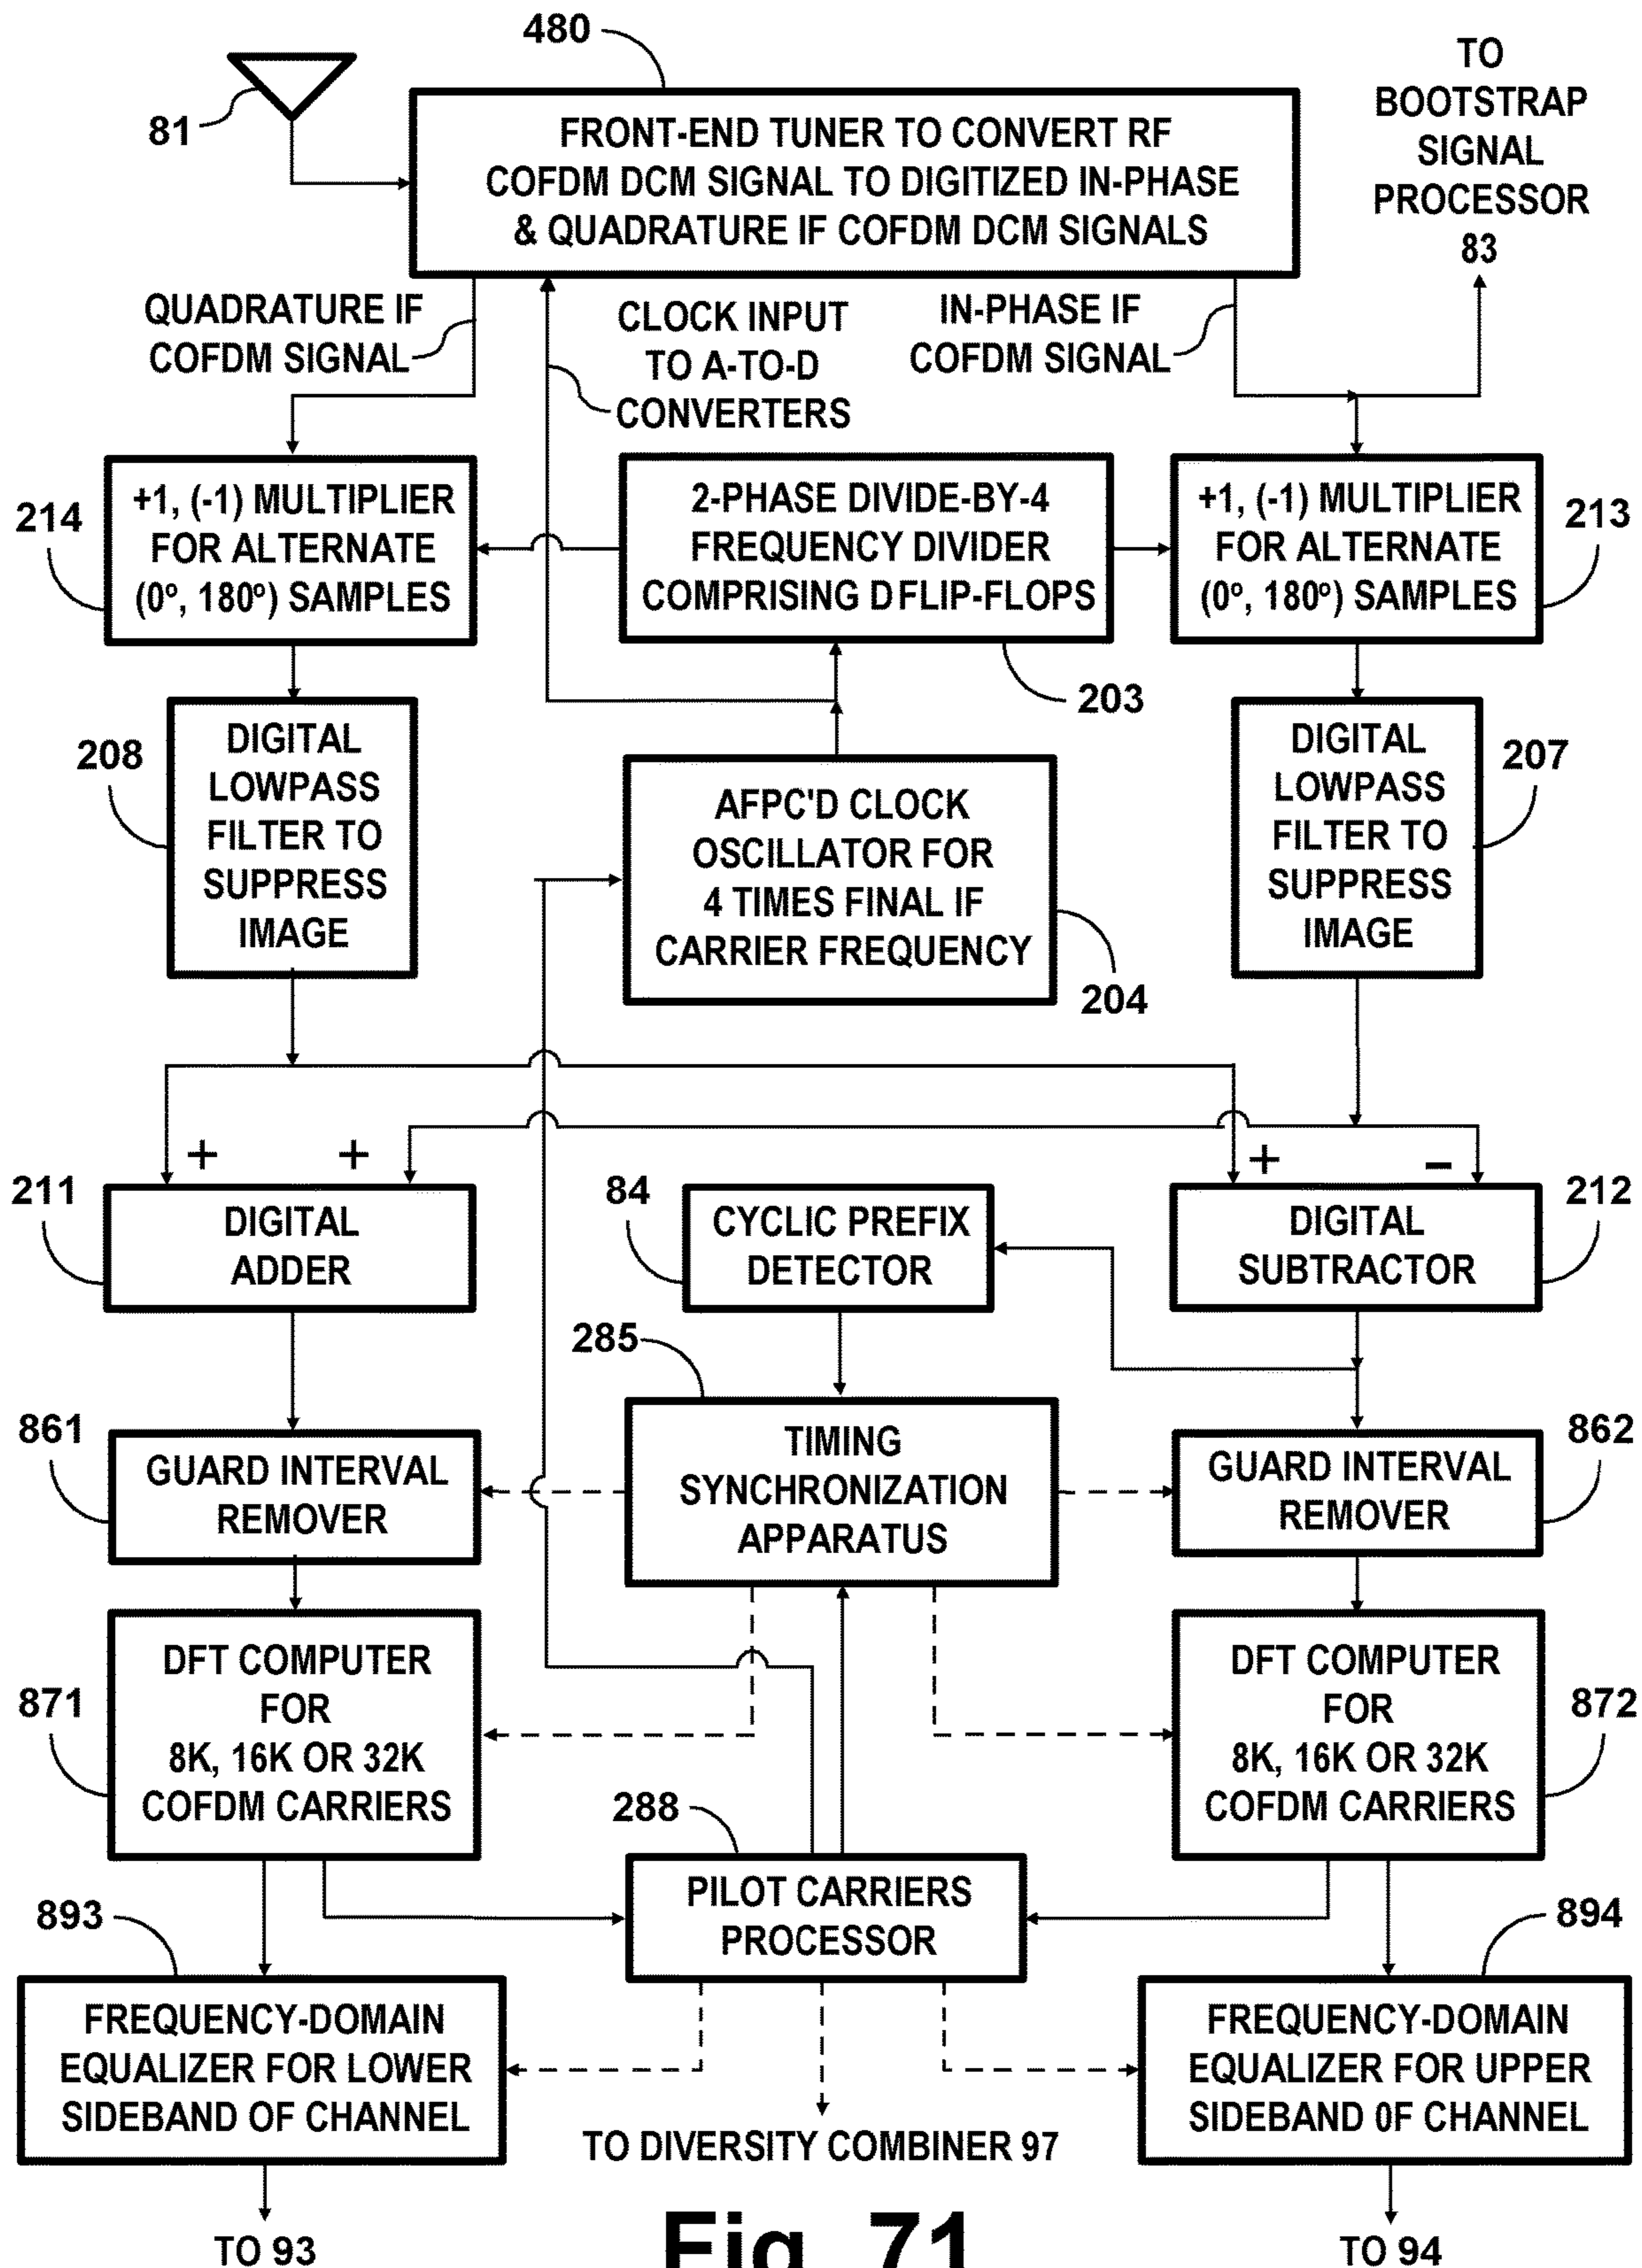 480
81
FRONT-END TUNER TO CONVERT RF
COFDM DCM SIGNAL TO DIGITIZED IN-PHASE
& QUADRATURE IF COFDM DCM SIGNALS
TO
BOOTSTRAP
SIGNAL
PROCESSOR
83
QUADRATURE IF
COFDM SIGNAL
CLOCK INPUT
TO A-TO-D
CONVERTERS
IN-PHASE IF
COFDM SIGNAL
214
+1, (-1) MULTIPLIER
FOR ALTERNATE
(0º, 180º) SAMPLES
2-PHASE DIVIDE-BY-4
FREQUENCY DIVIDER
COMPRISING D FLIP-FLOPS
203
+1, (-1) MULTIPLIER
FOR ALTERNATE
(0º, 180º) SAMPLES
213
208
DIGITAL
LOWPASS
FILTER TO
SUPPRESS
IMAGE
AFPC'D CLOCK
OSCILLATOR FOR
4 TIMES FINAL IF
CARRIER FREQUENCY
204
DIGITAL
LOWPASS
FILTER TO
SUPPRESS
IMAGE
207
+ +
+ -
211
DIGITAL
ADDER
84
CYCLIC PREFIX
DETECTOR
DIGITAL
SUBTRACTOR
212
285
861
GUARD INTERVAL
REMOVER
TIMING
SYNCHRONIZATION
APPARATUS
GUARD INTERVAL
REMOVER
862
871
DFT COMPUTER
FOR
8K, 16K OR 32K
COFDM CARRIERS
DFT COMPUTER
FOR
8K, 16K OR 32K
COFDM CARRIERS
872
288
PILOT CARRIERS
PROCESSOR
893
FREQUENCY-DOMAIN
EQUALIZER FOR LOWER
SIDEBAND OF CHANNEL
894
FREQUENCY-DOMAIN
EQUALIZER FOR UPPER
SIDEBAND 0F CHANNEL
TO DIVERSITY COMBINER 97
TO 93
Fig. 71
TO 94